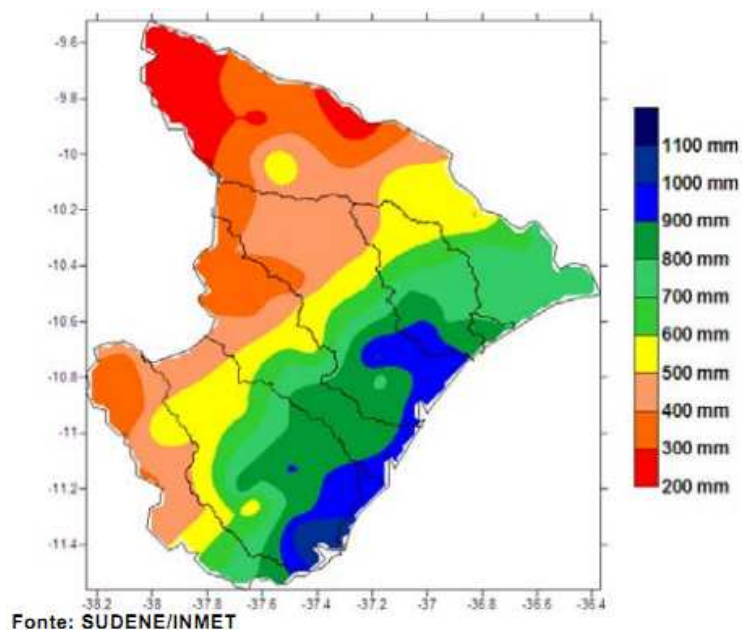 -9.6
-9.8
-10
-10.2
-10.4
-10.6
-10.8
-11
-11.2
-11.4
-38.2 -38 -37.8 -37.6 -37.4 -37.2 -37 -36.8 -36.6 -36.4
1100 mm
1000 mm
900 mm
800 mm
700 mm
600 mm
500 mm
400 mm
300 mm
200 mm
Fonte: SUDENE/INMET